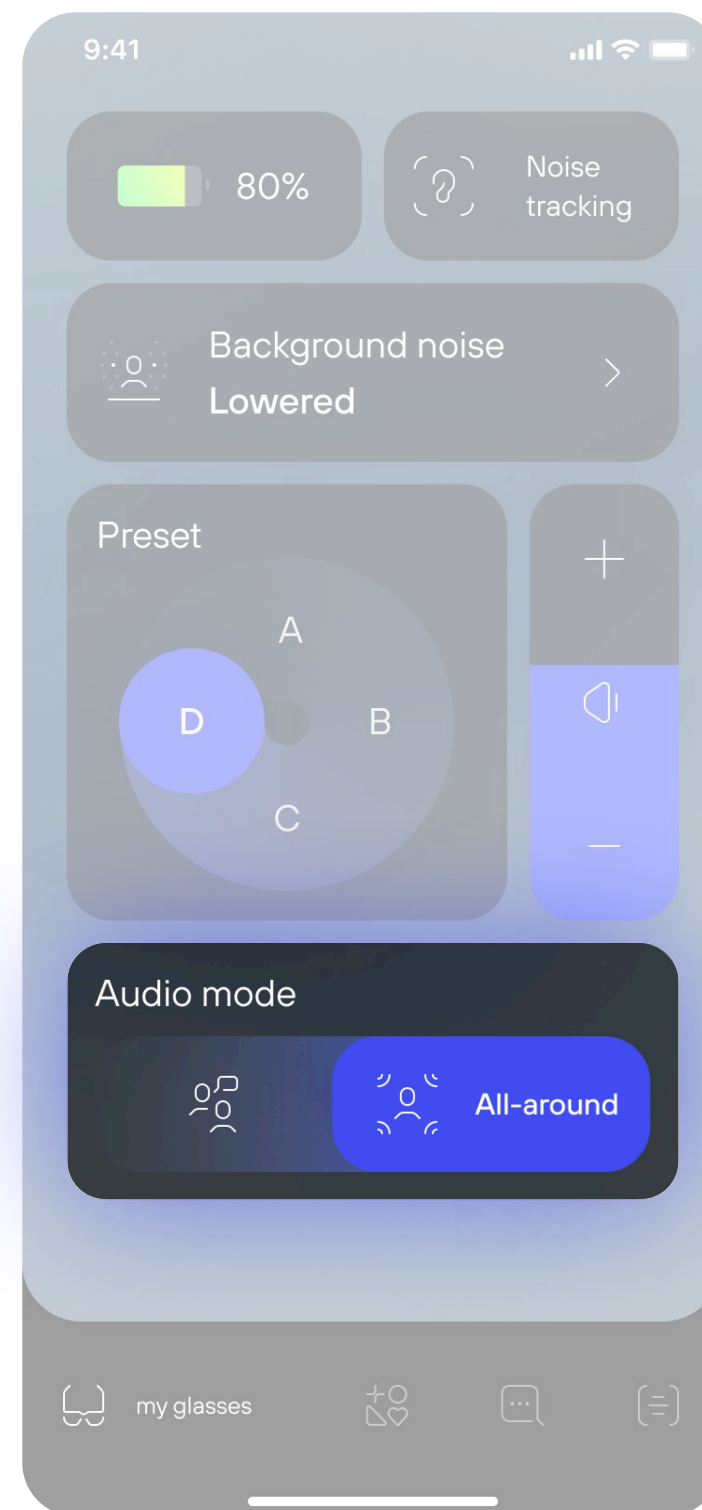 9:41
80%
Noise
tracking
Background noise
Lowered
Preset
A
D
B
C
Audio mode
All-around
my glasses